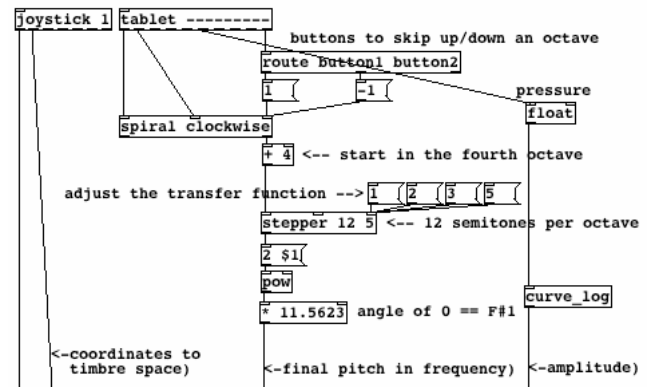 joystick 1
tablet ---------
buttons to skip up/down an octave
route button1 button2
1
-1
pressure
float
spiral clockwise
+ 4
<-- start in the fourth octave
adjust the transfer function -->
1
2
3
5
stepper 12 5
<-- 12 semitones per octave
2 $1
pow
curve_log
* 11.5623
angle of 0 == F#1
<-coordinates to
timbre space)
<-final pitch in frequency)
<-amplitude)